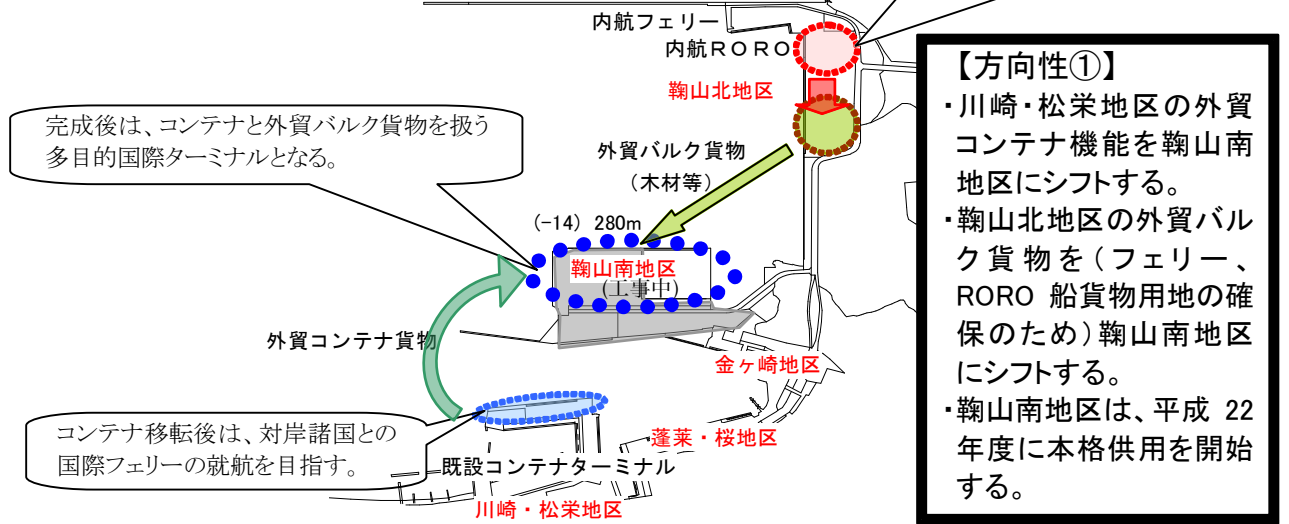 内航フェリー
内航RORO
鞠山北地区
完成後は、コンテナと外貿バルク貨物を扱う
多目的国際ターミナルとなる。
外貿バルク貨物
(木材等)
(-14) 280m
鞠山南地区
(工事中)
外貿コンテナ貨物
金ヶ崎地区
コンテナ移転後は、対岸諸国との
国際フェリーの就航を目指す。
蓬莱・桜地区
既設コンテナターミナル
川崎・松栄地区
【方向性①】
・川崎・松栄地区の外貿
コンテナ機能を鞠山南
地区にシフトする。
・鞠山北地区の外貿バル
ク貨物を(フェリー、
RORO 船貨物用地の確
保のため)鞠山南地区
にシフトする。
・鞠山南地区は、平成 22
年度に本格供用を開始
する。